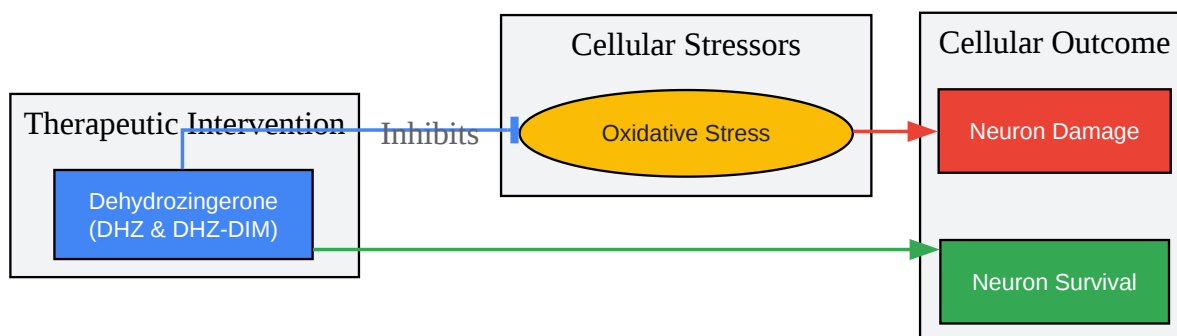 Therapeutic Intervention
Dehydrozingerone
(DHZ & DHZ-DIM)
Inhibits
Cellular Stressors
Oxidative Stress
Cellular Outcome
Neuron Damage
Neuron Survival